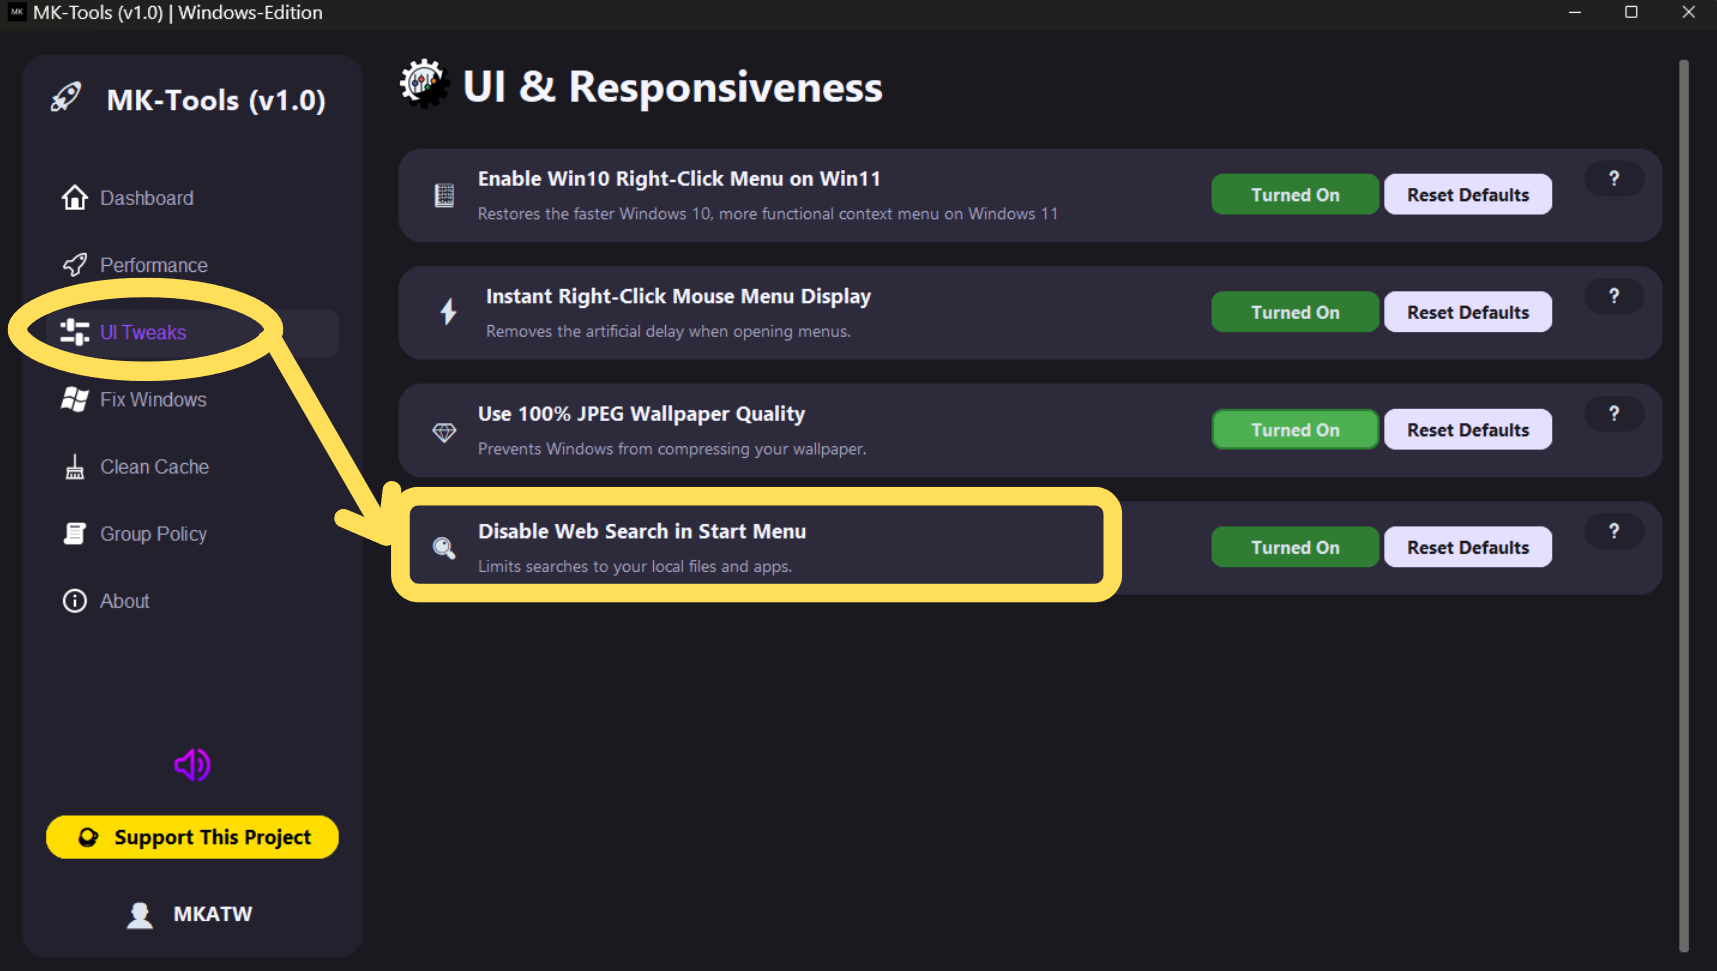 MK MK-Tools (v1.0) | Windows-Edition
MK-Tools (v1.0)
Dashboard
Performance
UI Tweaks
Fix Windows
Clean Cache
Group Policy
About
Support This Project
MKATW
UI & Responsiveness
Enable Win10 Right-Click Menu on Win11
Restores the faster Windows 10, more functional context menu on Windows 11
Turned On
Reset Defaults
?
Instant Right-Click Mouse Menu Display
Removes the artificial delay when opening menus.
Turned On
Reset Defaults
?
Use 100% JPEG Wallpaper Quality
Prevents Windows from compressing your wallpaper.
Turned On
Reset Defaults
?
Disable Web Search in Start Menu
Limits searches to your local files and apps.
Turned On
Reset Defaults
?